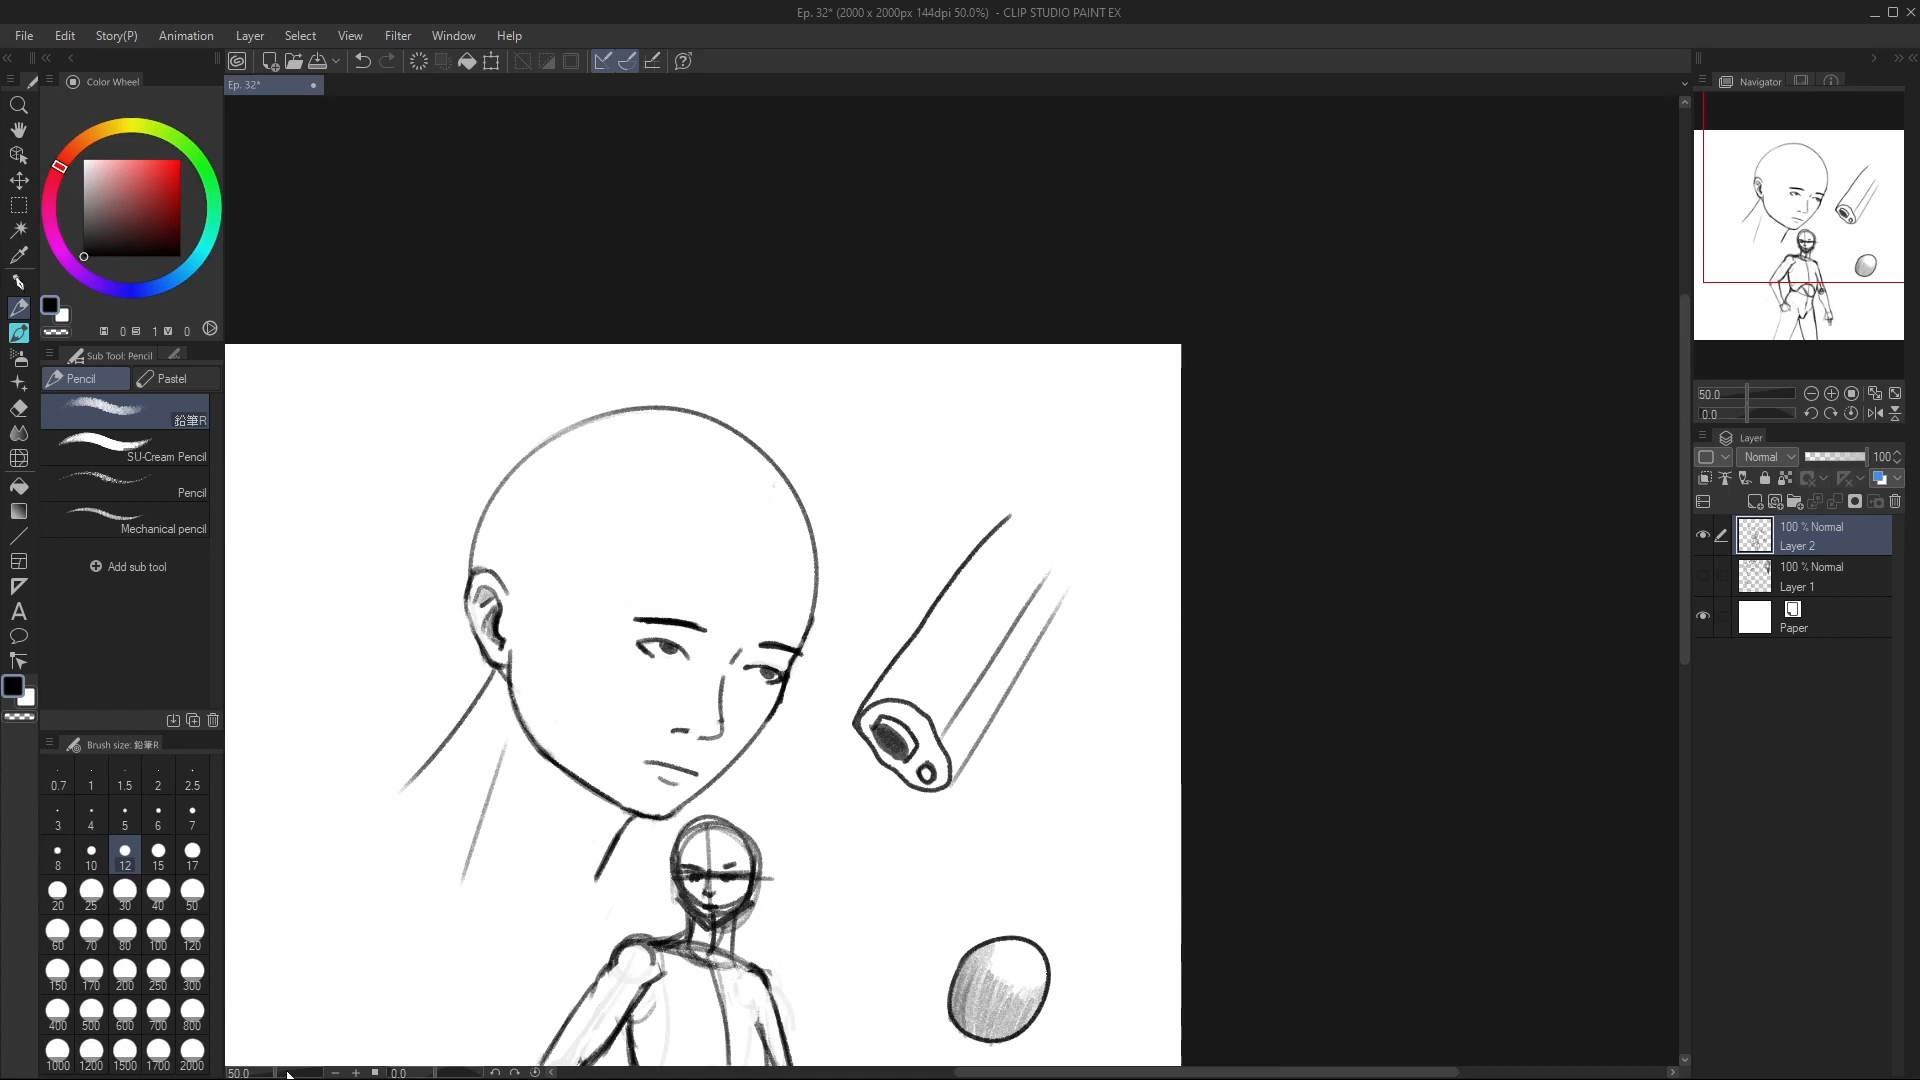 Ep. 32* (2000 x 2000px 144dpi 50.0%)  - CLIP STUDIO PAINT EX
File Edit Story(P) Animation Layer Select View Filter Window Help
Ep. 32*
Color Wheel
0 1 0
Sub Tool: Pencil
Pencil Pastel
鉛筆R
SU-Cream Pencil
Pencil
Mechanical pencil
Add sub tool
Brush size: 鉛筆R
0.7 1 1.5 2 2.5
3 4 5 6 7
8 10 12 15 17
20 25 30 40 50
60 70 80 100 120
150 170 200 250 300
400 500 600 700 800
1000 1200 1500 1700 2000
50.0 0.0
Navigator
50.0
0.0
Layer
Normal 100
100 % Normal
Layer 2
100 % Normal
Layer 1
Paper